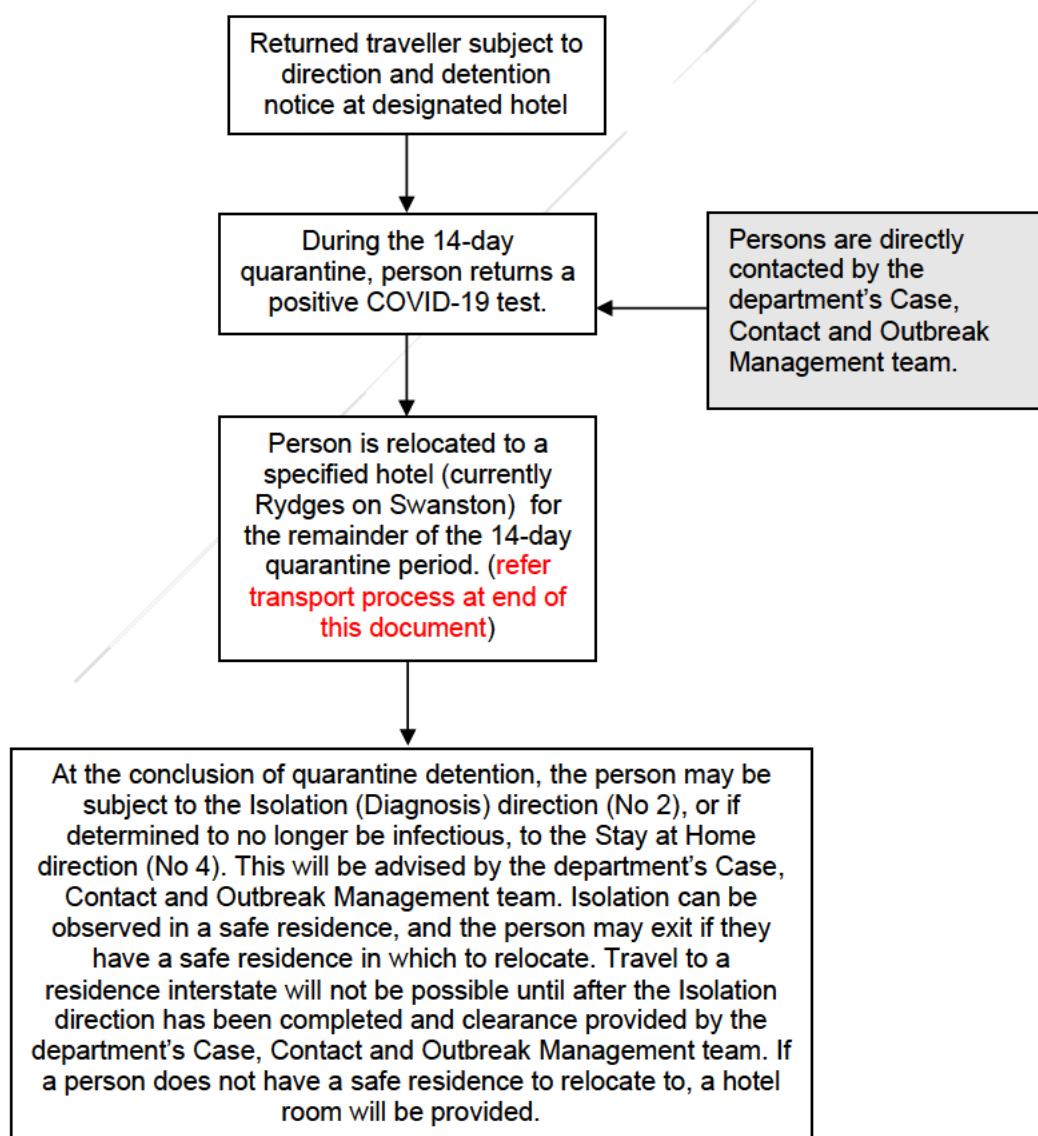 Returned traveller subject to
direction and detention
notice at designated hotel
During the 14-day
quarantine, person returns a
positive COVID-19 test.
Persons are directly
contacted by the
department's Case,
Contact and Outbreak
Management team.
Person is relocated to a
specified hotel (currently
Rydges on Swanston)  for
the remainder of the 14-day
quarantine period. (refer
transport process at end of
this document)
At the conclusion of quarantine detention, the person may be
subject to the Isolation (Diagnosis) direction (No 2), or if
determined to no longer be infectious, to the Stay at Home
direction (No 4). This will be advised by the department's Case,
Contact and Outbreak Management team. Isolation can be
observed in a safe residence, and the person may exit if they
have a safe residence in which to relocate. Travel to a
residence interstate will not be possible until after the Isolation
direction has been completed and clearance provided by the
department's Case, Contact and Outbreak Management team. If
a person does not have a safe residence to relocate to, a hotel
room will be provided.